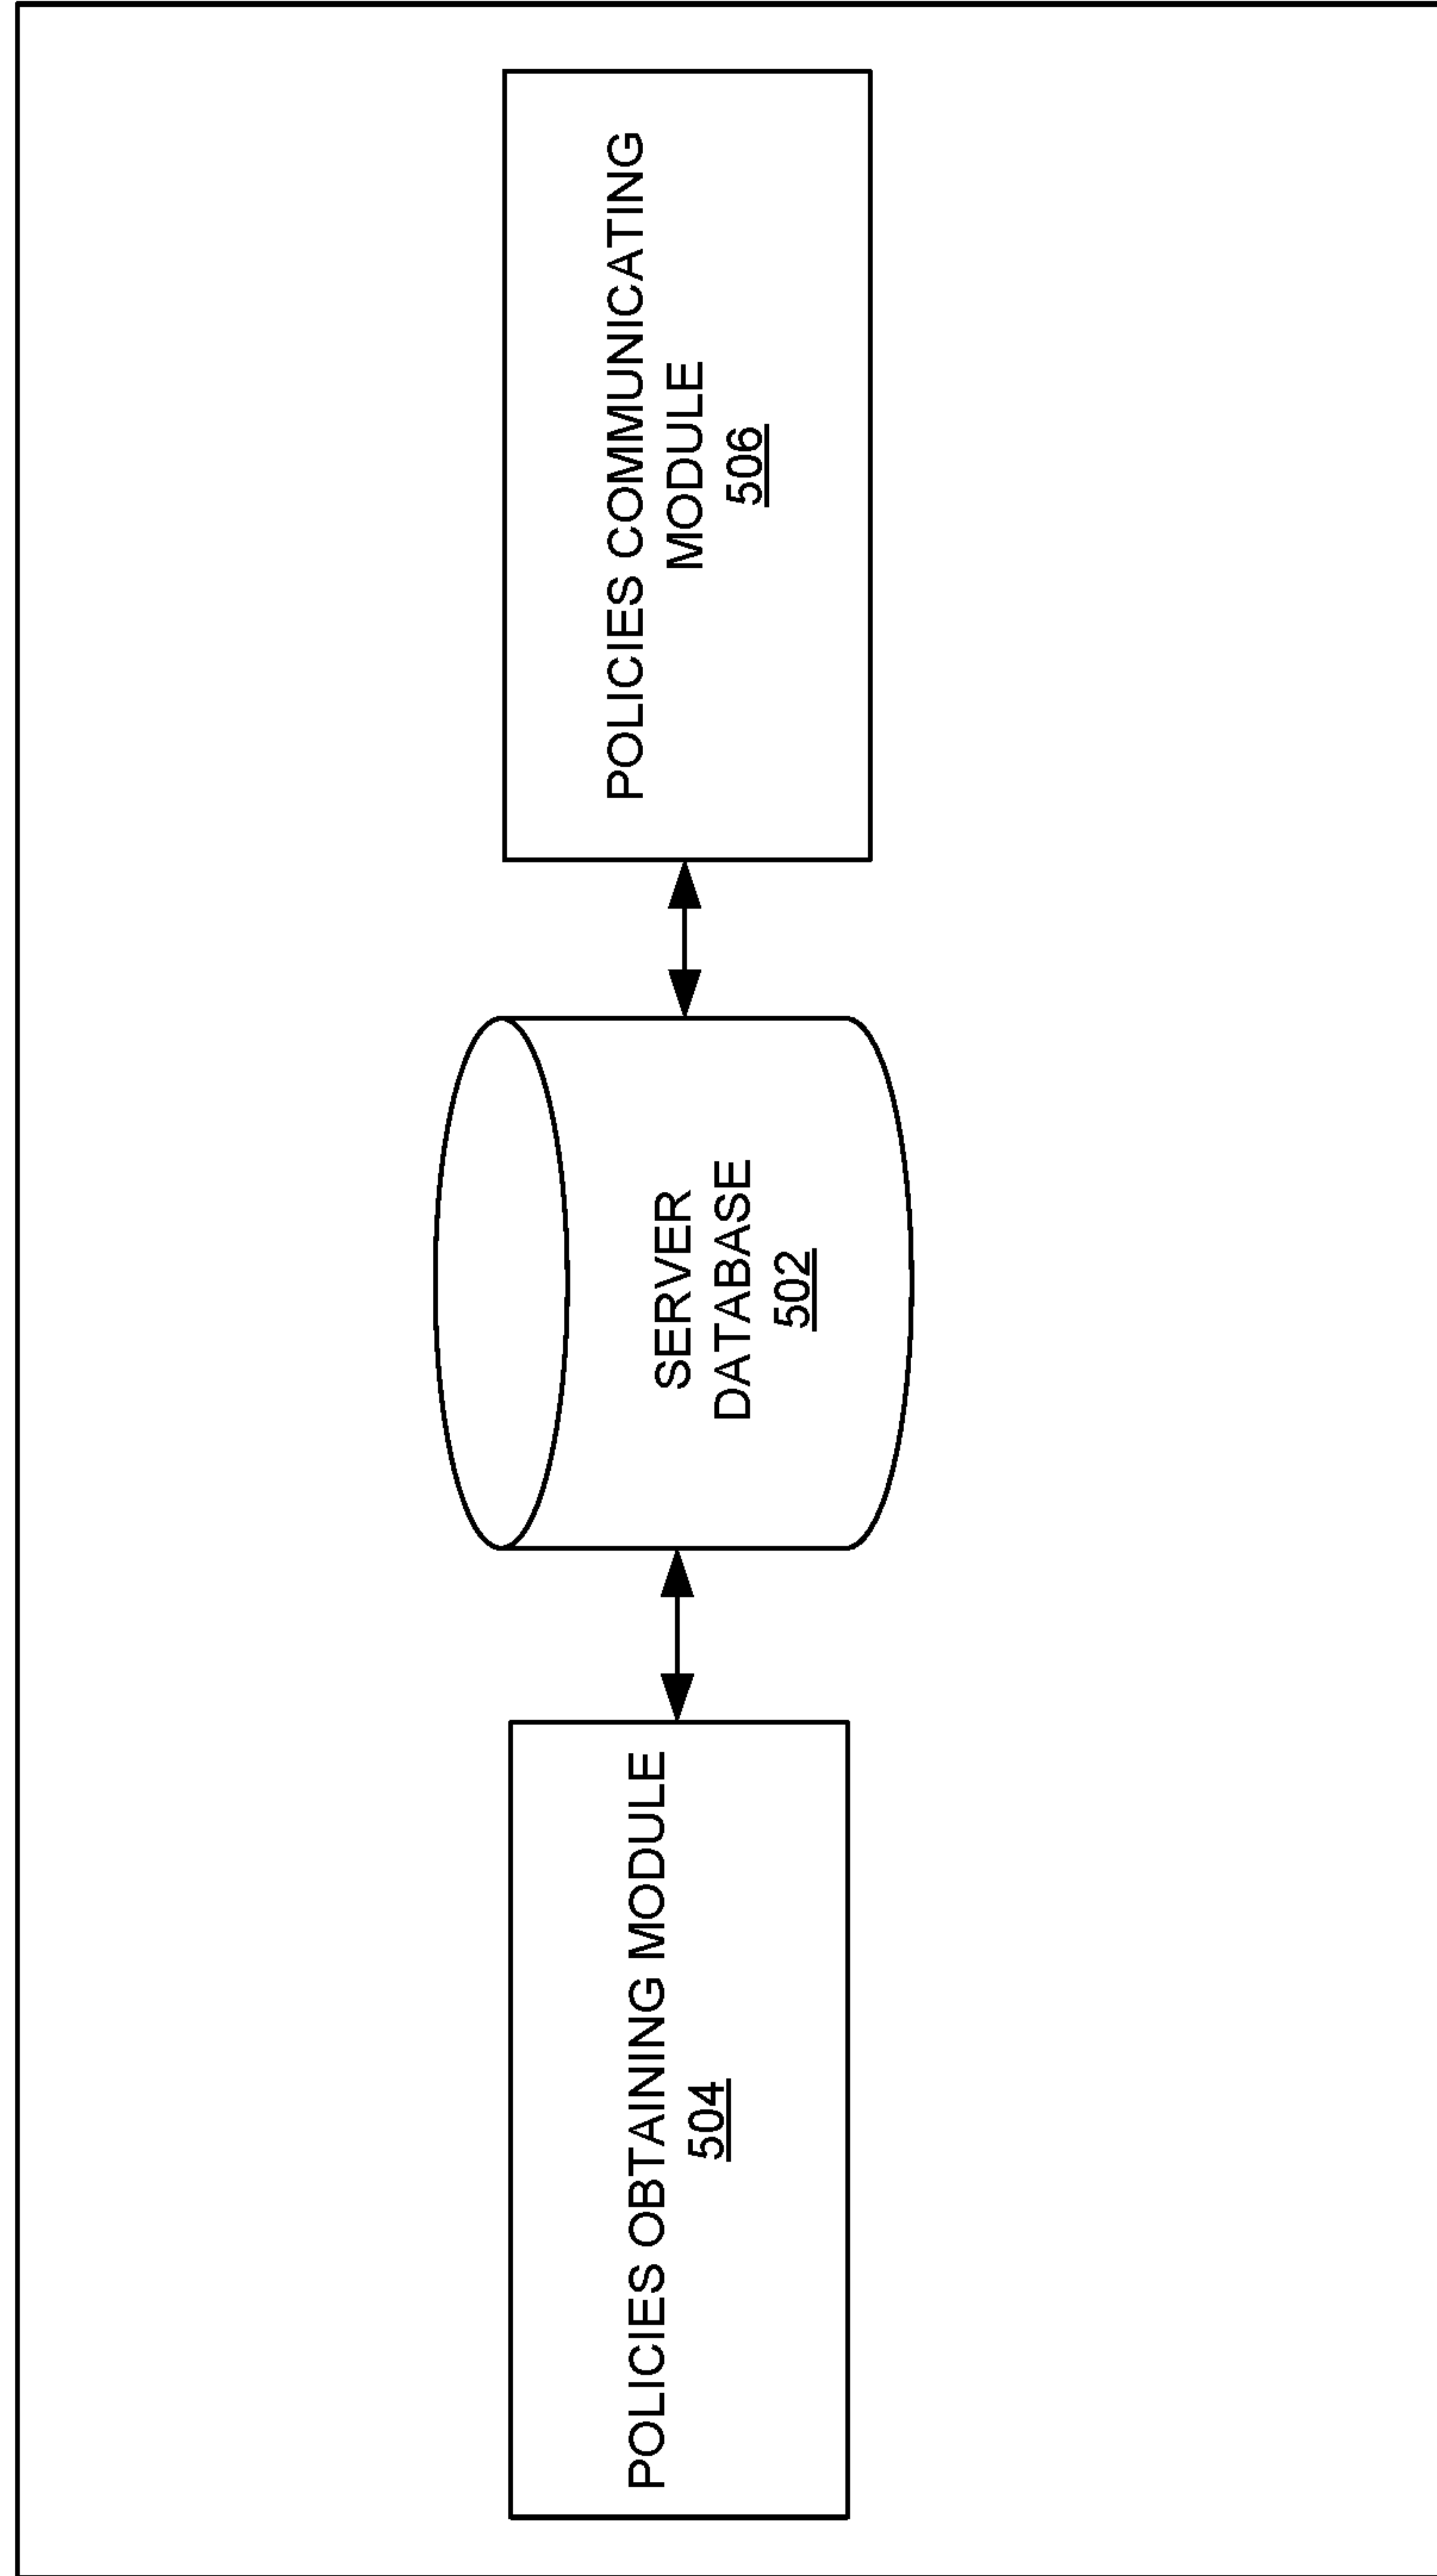 POLICIES OBTAINING MODULE
504
SERVER
DATABASE
502
POLICIES COMMUNICATING
MODULE
506